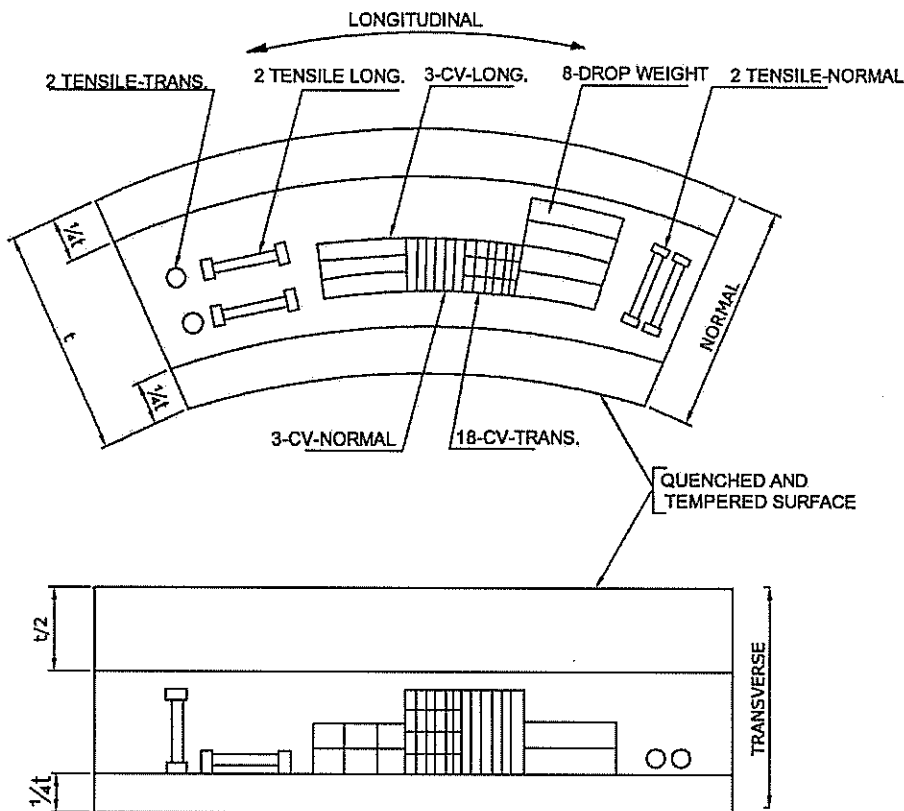 LONGITUDINAL
2 TENSILE-TRANS.
2 TENSILE LONG.
3-CV-LONG.
8-DROP WEIGHT
2 TENSILE-NORMAL
¼t
t
¼t
NORMAL
3-CV-NORMAL
18-CV-TRANS.
QUENCHED AND
TEMPERED SURFACE
t/2
TRANSVERSE
¼t